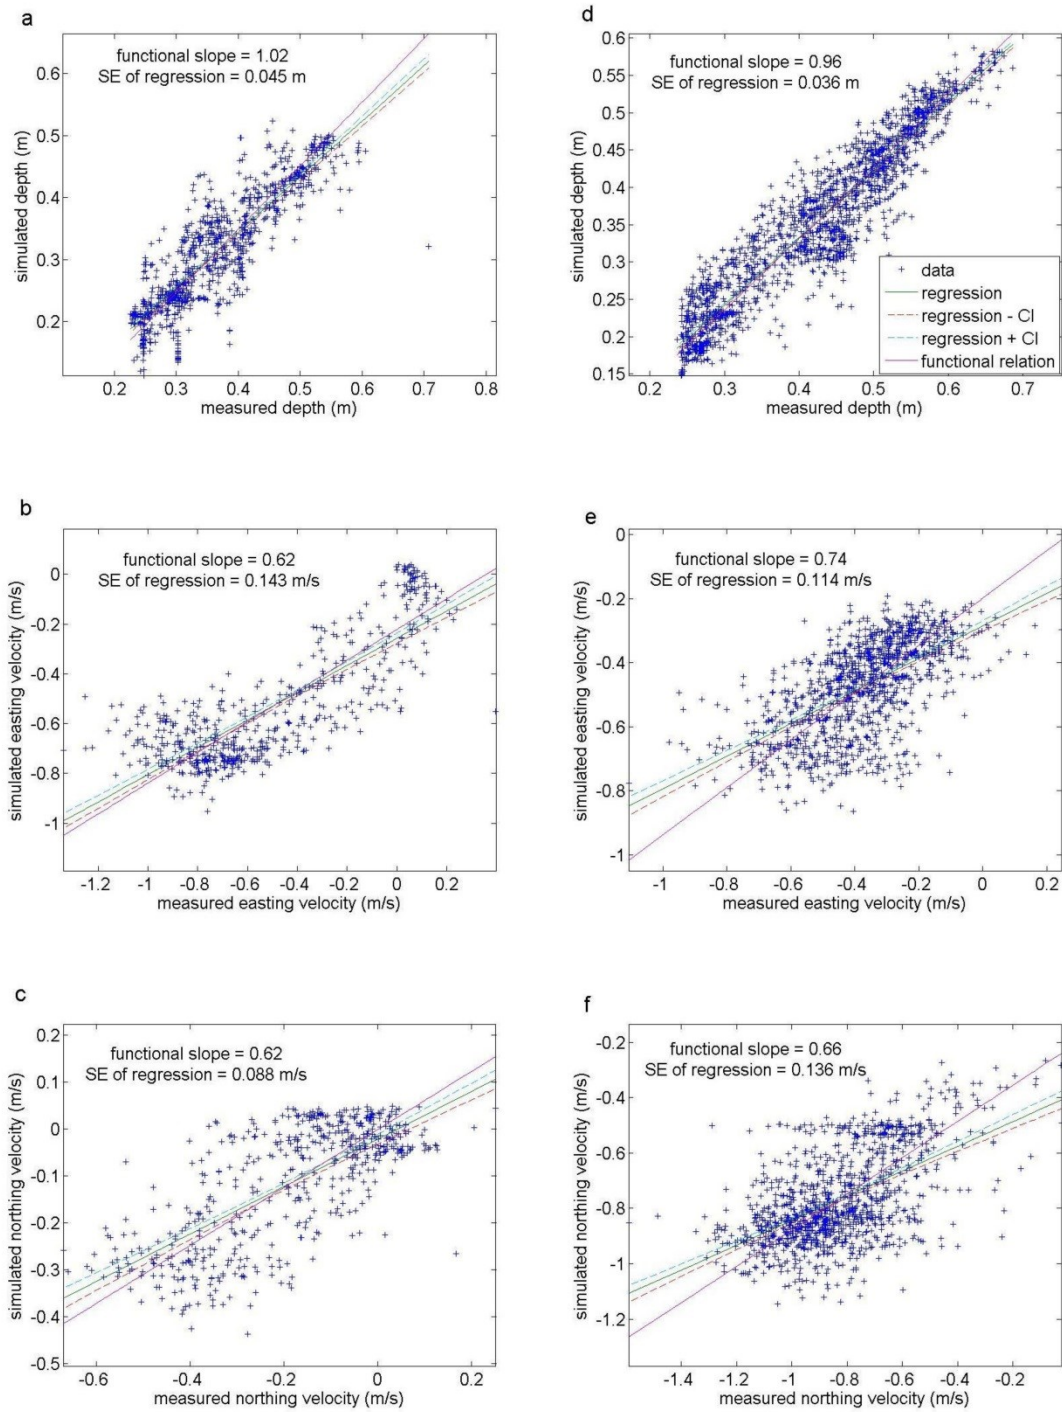 a
functional slope = 1.02
SE of regression = 0.045 m
0.6
0.5
0.4
0.3
0.2
simulated depth (m)
0.2 0.3 0.4 0.5 0.6 0.7 0.8
measured depth (m)
d
functional slope = 0.96
SE of regression = 0.036 m
0.6
0.55
0.5
0.45
0.4
0.35
0.3
0.25
0.2
0.15
simulated depth (m)
data
regression
regression - CI
regression + CI
functional relation
0.2 0.3 0.4 0.5 0.6 0.7
measured depth (m)
b
functional slope = 0.62
SE of regression = 0.143 m/s
0
-0.2
-0.4
-0.6
-0.8
-1
simulated easting velocity (m/s)
-1.2 -1 -0.8 -0.6 -0.4 -0.2 0 0.2
measured easting velocity (m/s)
e
functional slope = 0.74
SE of regression = 0.114 m/s
0
-0.2
-0.4
-0.6
-0.8
-1
simulated easting velocity (m/s)
-1 -0.8 -0.6 -0.4 -0.2 0 0.2
measured easting velocity (m/s)
c
functional slope = 0.62
SE of regression = 0.088 m/s
0.2
0.1
0
-0.1
-0.2
-0.3
-0.4
-0.5
simulated northing velocity (m/s)
-0.6 -0.4 -0.2 0 0.2
measured northing velocity (m/s)
f
functional slope = 0.66
SE of regression = 0.136 m/s
-0.2
-0.4
-0.6
-0.8
-1
-1.2
simulated northing velocity (m/s)
-1.4 -1.2 -1 -0.8 -0.6 -0.4 -0.2
measured northing velocity (m/s)